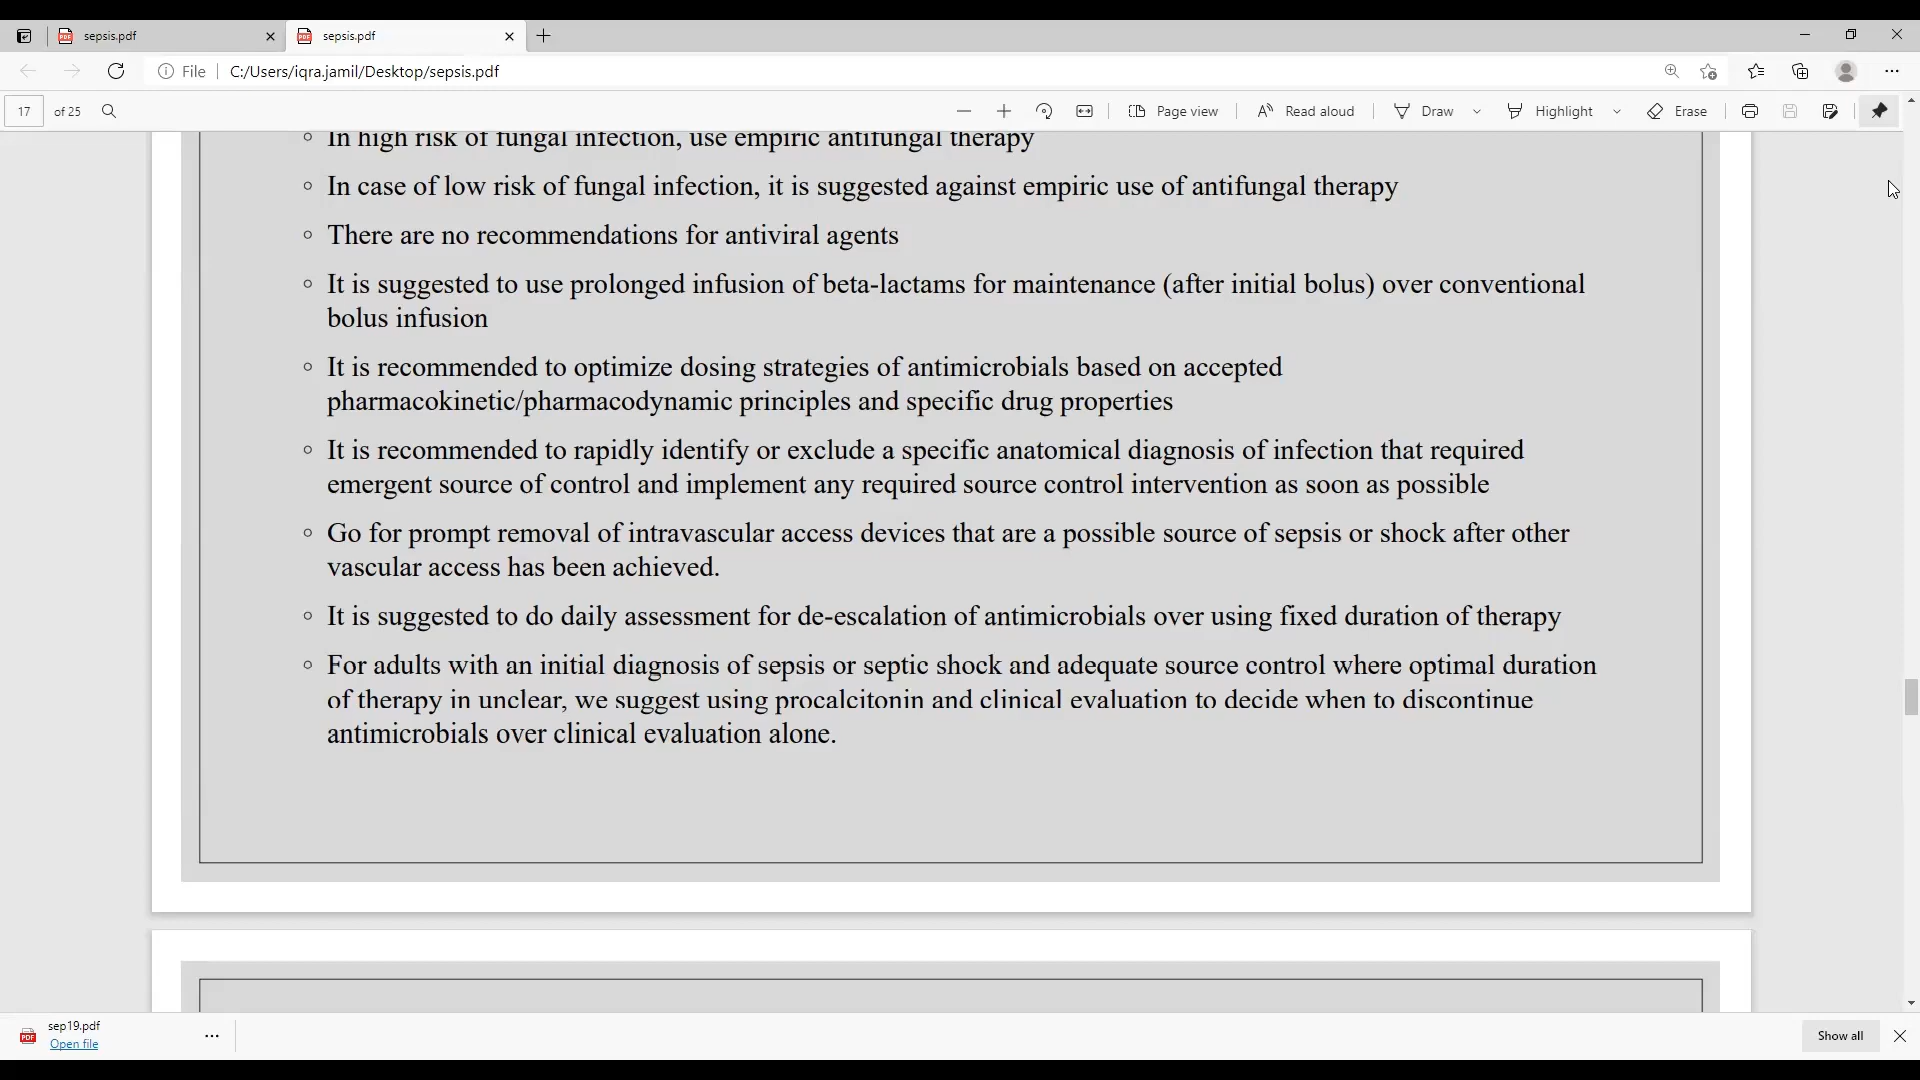 sepsis.pdf
sepsis.pdf
File
C:/Users/iqra.jamil/Desktop/sepsis.pdf
17 of 25
Page view
Read aloud
Draw
Highlight
Erase
In high risk of fungal infection, use empiric antifungal therapy
In case of low risk of fungal infection, it is suggested against empiric use of antifungal therapy
There are no recommendations for antiviral agents
It is suggested to use prolonged infusion of beta-lactams for maintenance (after initial bolus) over conventional
bolus infusion
It is recommended to optimize dosing strategies of antimicrobials based on accepted
pharmacokinetic/pharmacodynamic principles and specific drug properties
It is recommended to rapidly identify or exclude a specific anatomical diagnosis of infection that required
emergent source of control and implement any required source control intervention as soon as possible
Go for prompt removal of intravascular access devices that are a possible source of sepsis or shock after other
vascular access has been achieved.
It is suggested to do daily assessment for de-escalation of antimicrobials over using fixed duration of therapy
For adults with an initial diagnosis of sepsis or septic shock and adequate source control where optimal duration
of therapy in unclear, we suggest using procalcitonin and clinical evaluation to decide when to discontinue
antimicrobials over clinical evaluation alone.
sep19.pdf
Open file
Show all